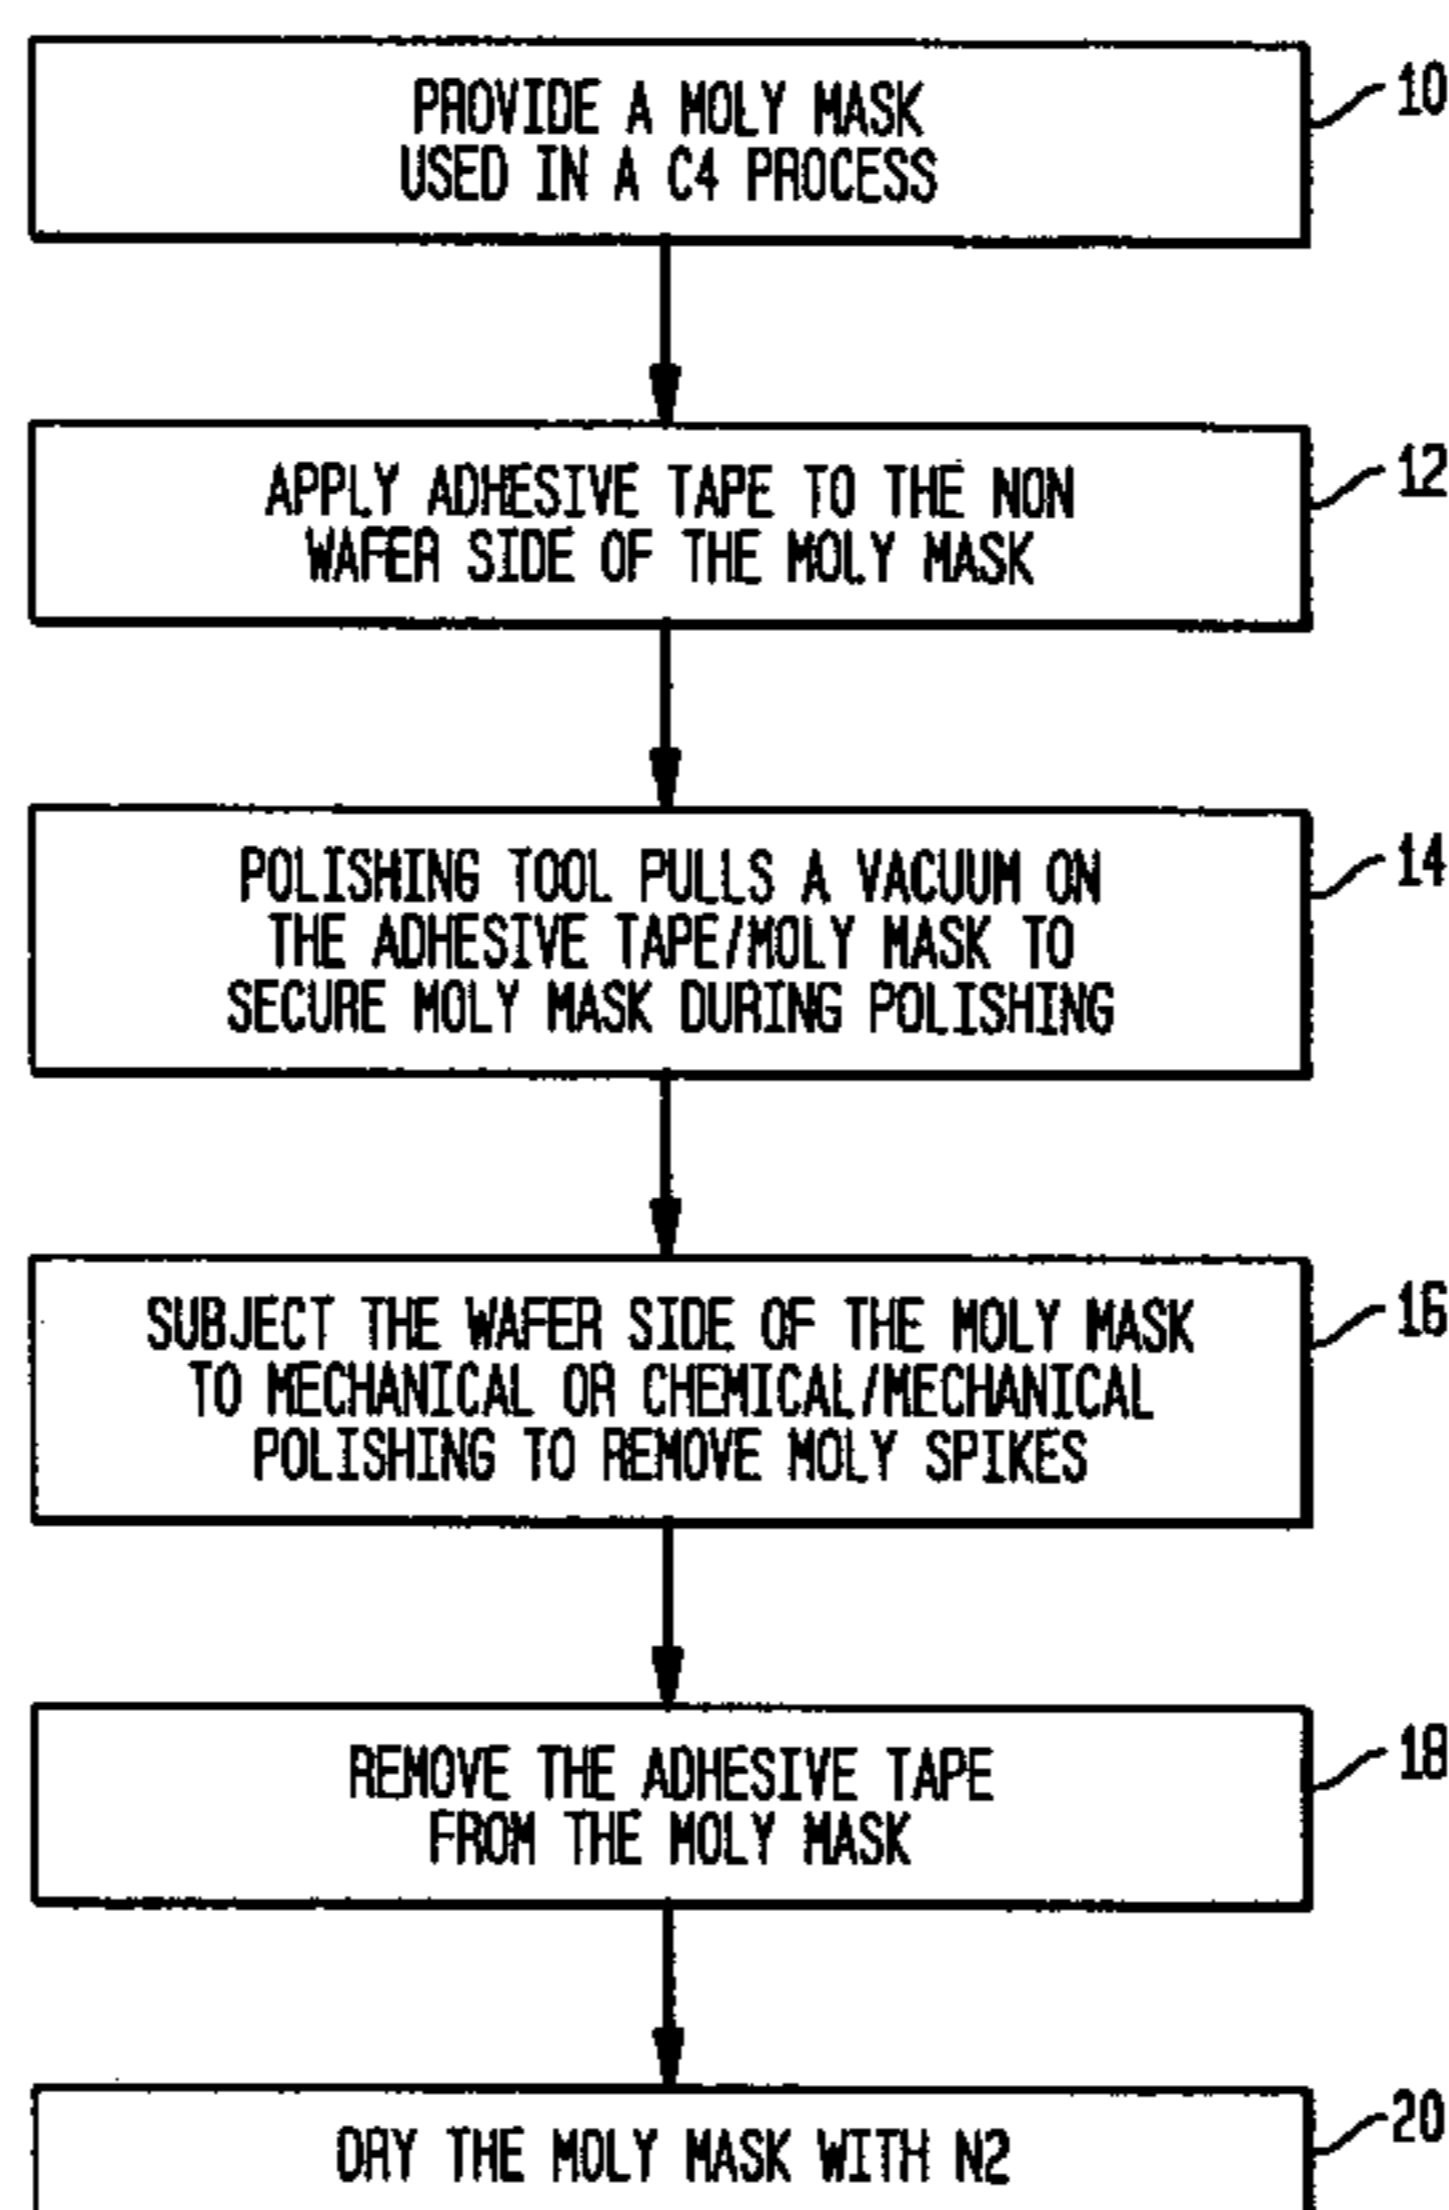 PROVIDE A MOLY MASK
USED IN A C4 PROCESS
10
APPLY ADHESIVE TAPE TO THE NON
WAFER SIDE OF THE MOLY MASK
12
POLISHING TOOL PULLS A VACUUM ON
THE ADHESIVE TAPE/MOLY MASK TO
SECURE MOLY MASK DURING POLISHING
14
SUBJECT THE WAFER SIDE OF THE MOLY MASK
TO MECHANICAL OR CHEMICAL/MECHANICAL
POLISHING TO REMOVE MOLY SPIKES
16
REMOVE THE ADHESIVE TAPE
FROM THE MOLY MASK
18
DRY THE MOLY MASK WITH N2
20